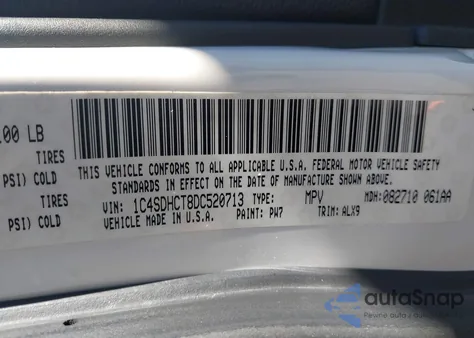 .00 LB
TIRES
PSI) COLD
TIRES
PSI) COLD
THIS VEHICLE CONFORMS TO ALL APPLICABLE U.S.A. FEDERAL MOTOR VEHICLE SAFETY
STANDARDS IN EFFECT ON THE DATE OF MANUFACTURE SHOWN ABOVE.
VIN: 1C4SDHCT8DC520713 TYPE: MPV MDH: 082710 061AA
VEHICLE MADE IN U.S.A. PAINT: PW7 TRIM: ALX9
autoSnap
Pewne auto z